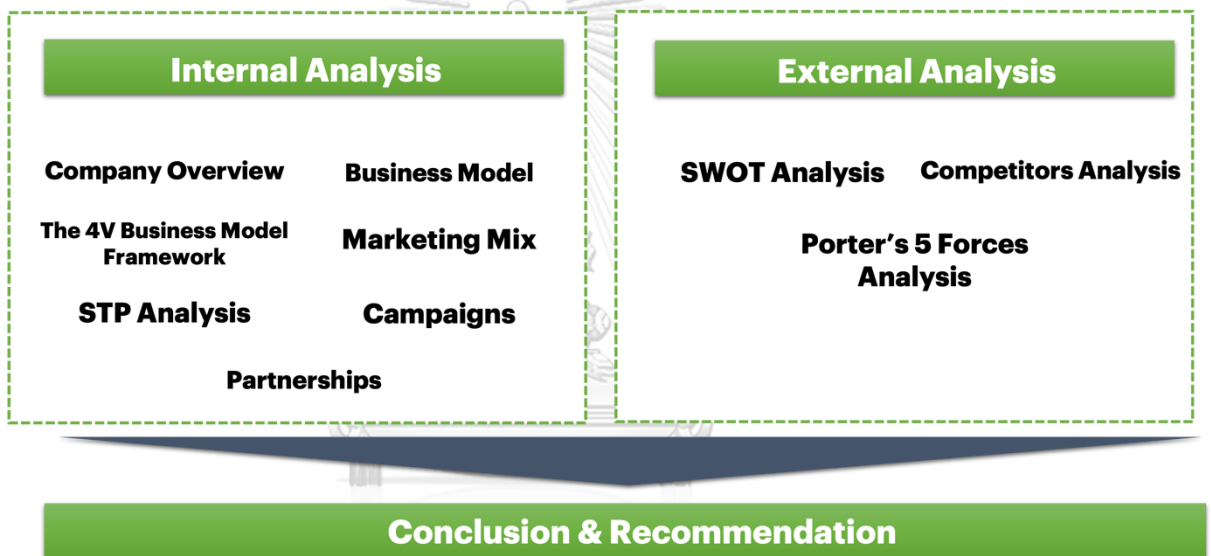 Internal Analysis
Company Overview
Business Model
The 4V Business Model
Framework
Marketing Mix
STP Analysis
Campaigns
Partnerships
External Analysis
SWOT Analysis
Competitors Analysis
Porter’s 5 Forces
Analysis
Conclusion & Recommendation